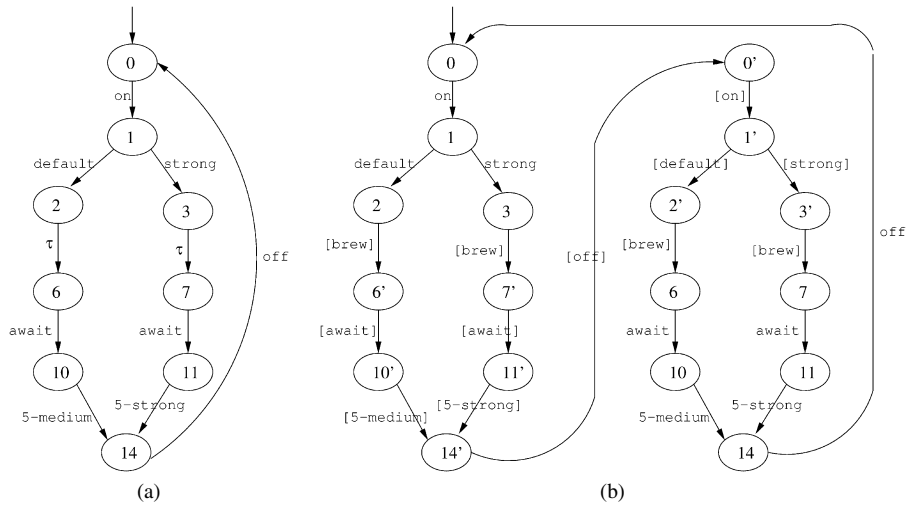 0
on
1
default
strong
2
3
τ
τ
6
7
await
await
10
11
5-medium
5-strong
14
off
(a)
0
on
1
default
strong
2
3
[brew]
[brew]
6'
7'
[await]
[await]
10'
11'
[5-medium]
[5-strong]
14'
[off]
0'
[on]
1'
[default]
[strong]
2'
3'
[brew]
[brew]
6
7
await
await
10
11
5-medium
5-strong
14
off
(b)